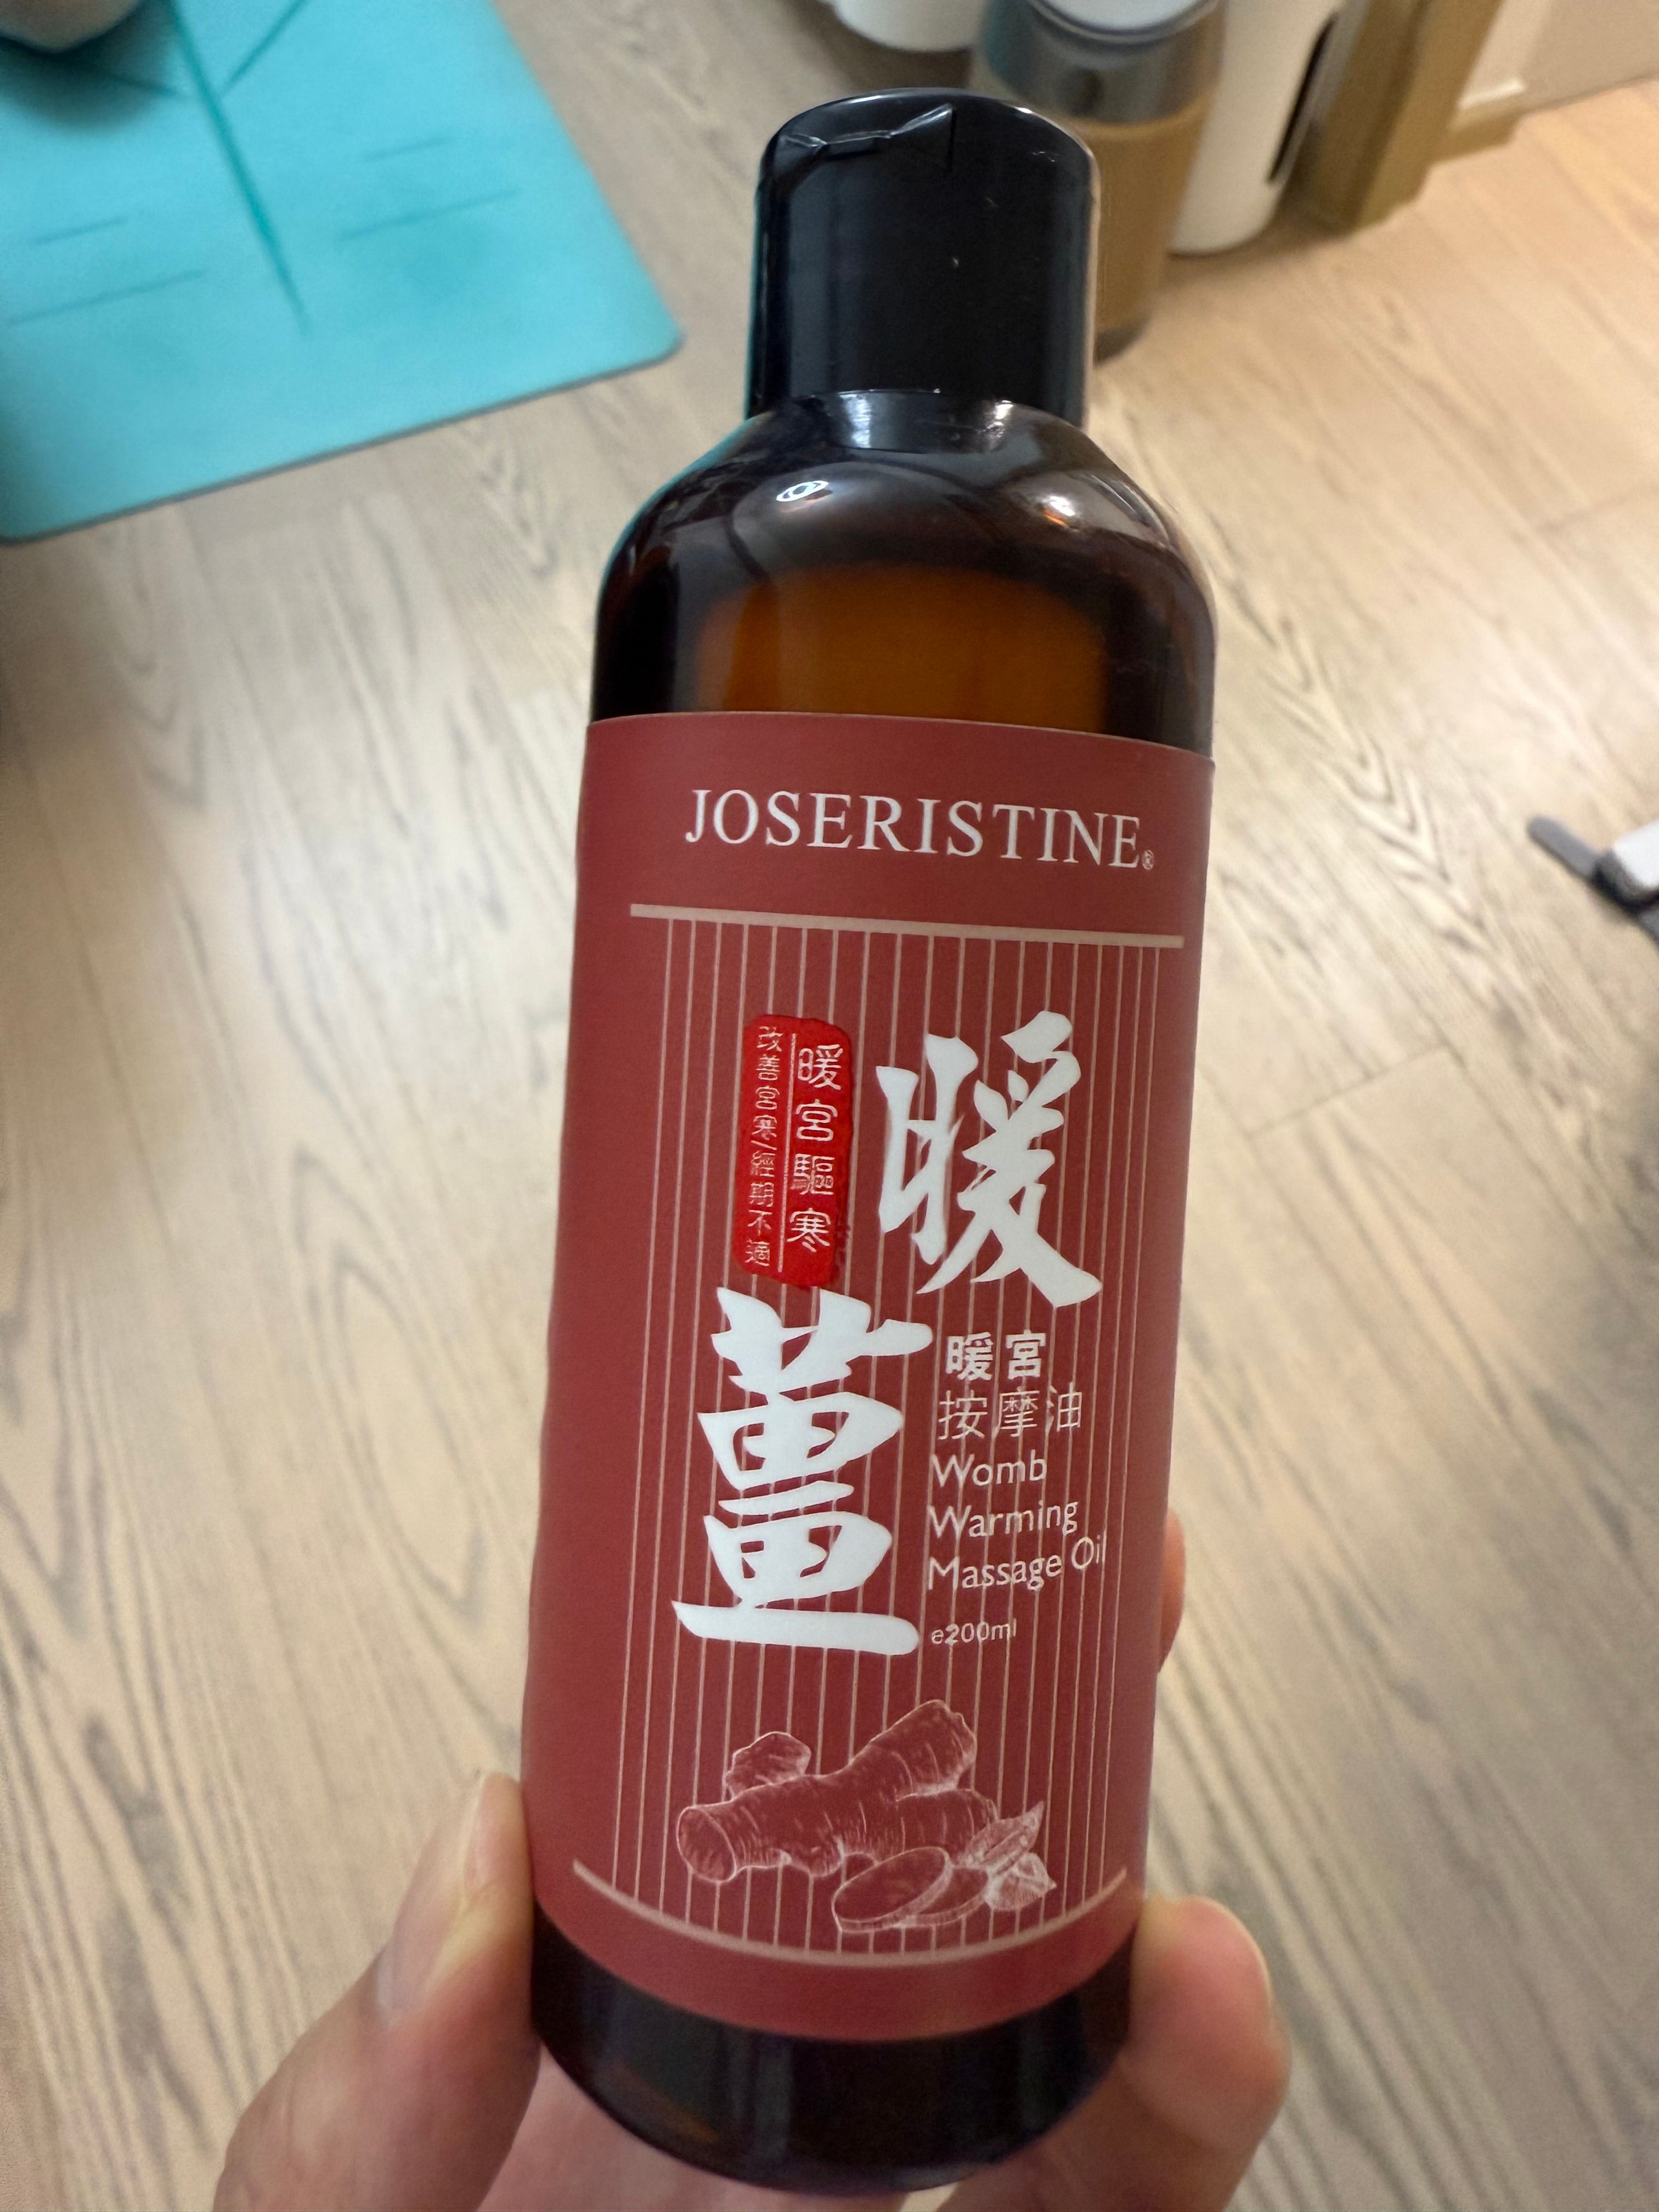 JOSERISTINE®
暖薑
暖宮驅寒
改善宮寒/經期不適
暖宮
按摩油
Womb
Warming
Massage Oil
e200ml